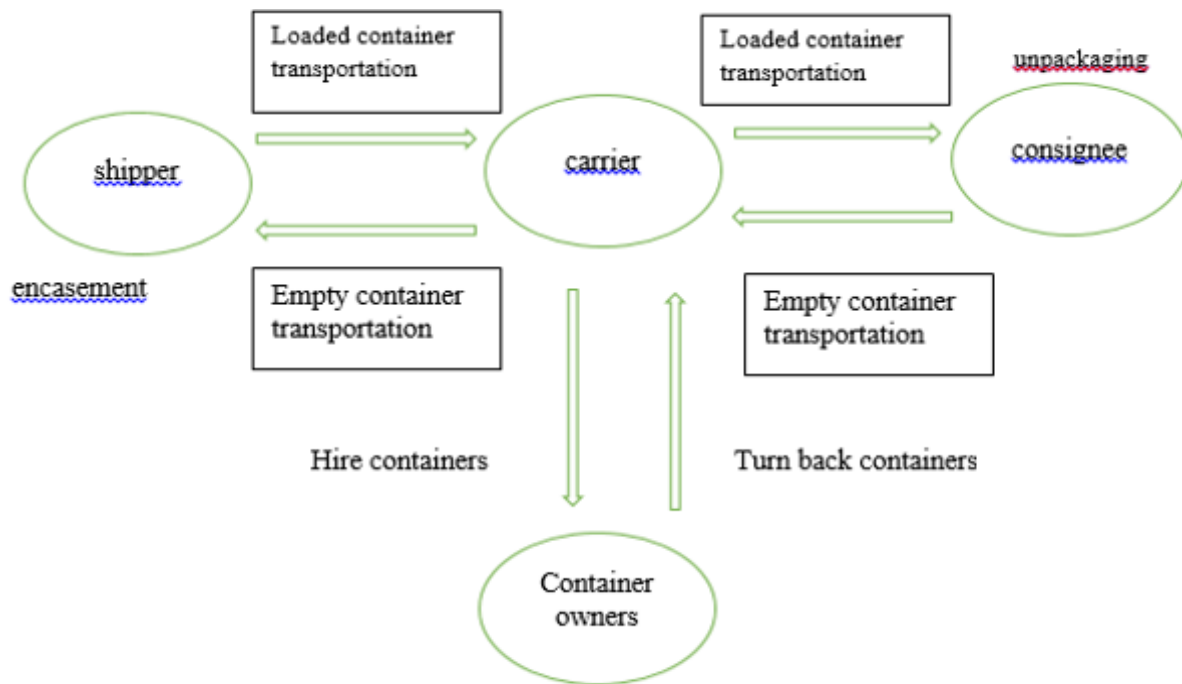 Loaded container
transportation
Loaded container
transportation
unpackaging
shipper
carrier
consignee
encasement
Empty container
transportation
Empty container
transportation
Hire containers
Turn back containers
Container
owners